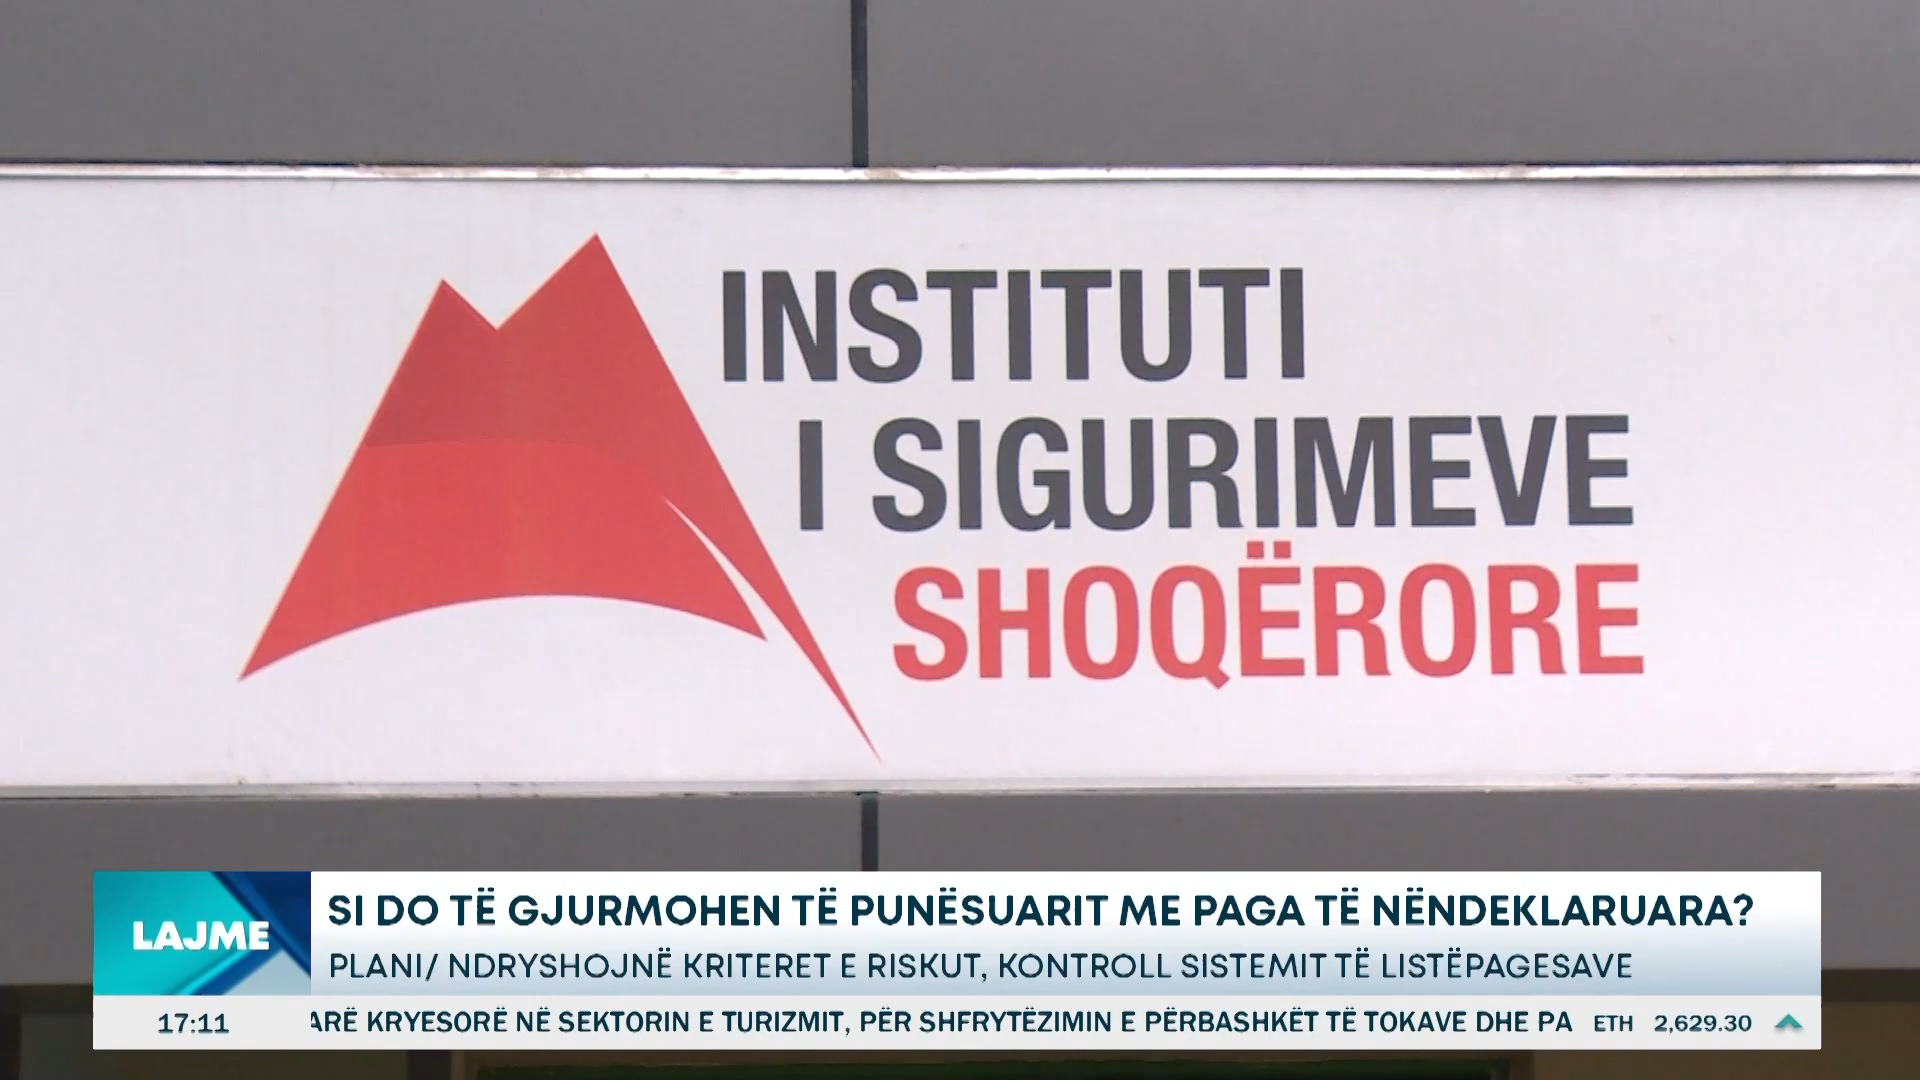 INSTITUTI
I SIGURIMEVE
SHOQËRORE
LAJME
SI DO TË GJURMOHEN TË PUNËSUARIT ME PAGA TË NËNDEKLARUARA?
PLANI/ NDRYSHOJNË KRITERET E RISKUT, KONTROLL SISTEMIT TË LISTËPAGESAVE
17:11
ARË KRYESORË NË SEKTORIN E TURIZMIT, PËR SHFRYTËZIMIN E PËRBASHKËT TË TOKAVE DHE PA
ETH 2,629.30